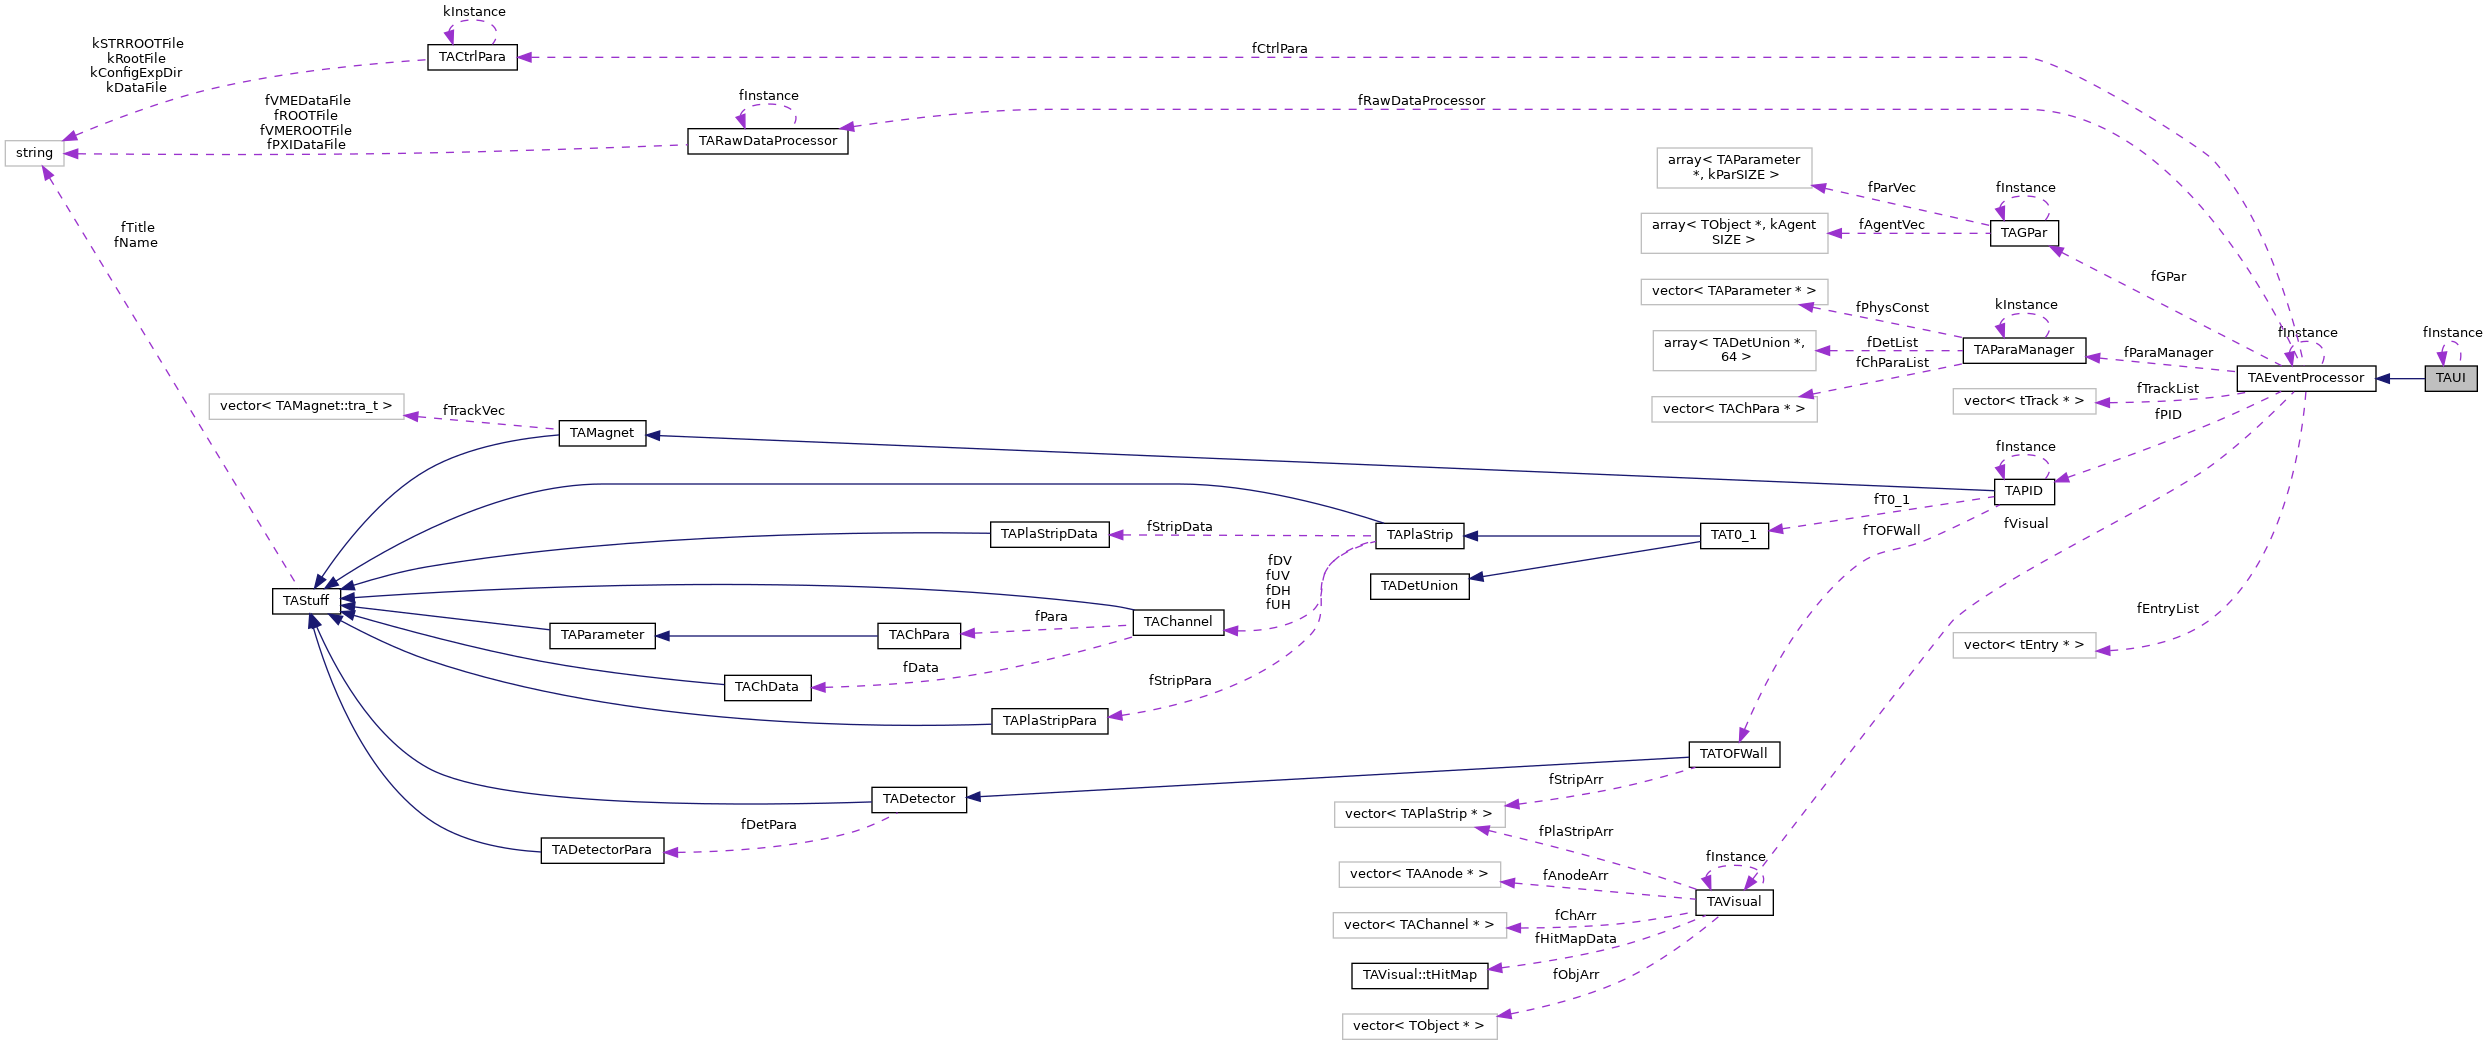 kInstance
kSTRROOTFile
kRootFile
kConfigExpDir
kDataFile
TACtrlPara
fCtrlPara
fVMEDataFile
fROOTFile
fVMEROOTFile
fPXIDataFile
fInstance
fRawDataProcessor
TARawDataProcessor
string
array< TAParameter
*, kParSIZE >
fParVec
fInstance
array< TObject *, kAgent
SIZE >
fAgentVec
TAGPar
fTitle
fName
fGPar
vector< TAParameter * >
fPhysConst
kInstance
array< TADetUnion *,
64 >
fDetList
fChParaList
TAParaManager
fParaManager
fInstance
fInstance
TAEventProcessor
TAUI
vector< TAChPara * >
vector< tTrack * >
fTrackList
fPID
vector< TAMagnet::tra_t >
fTrackVec
TAMagnet
fInstance
TAPID
fT0_1
fTOFWall
fVisual
TAPlaStripData
fStripData
TAPlaStrip
TAT0_1
fDV
fUV
fDH
fUH
TADetUnion
TAStuff
TAParameter
TAChPara
fPara
TAChannel
fEntryList
vector< tEntry * >
fData
TAChData
fStripPara
TAPlaStripPara
TATOFWall
fStripArr
TADetector
fDetPara
TADetectorPara
vector< TAPlaStrip * >
fPlaStripArr
fInstance
vector< TAAnode * >
fAnodeArr
TAVisual
vector< TAChannel * >
fChArr
fHitMapData
TAVisual::tHitMap
fObjArr
vector< TObject * >